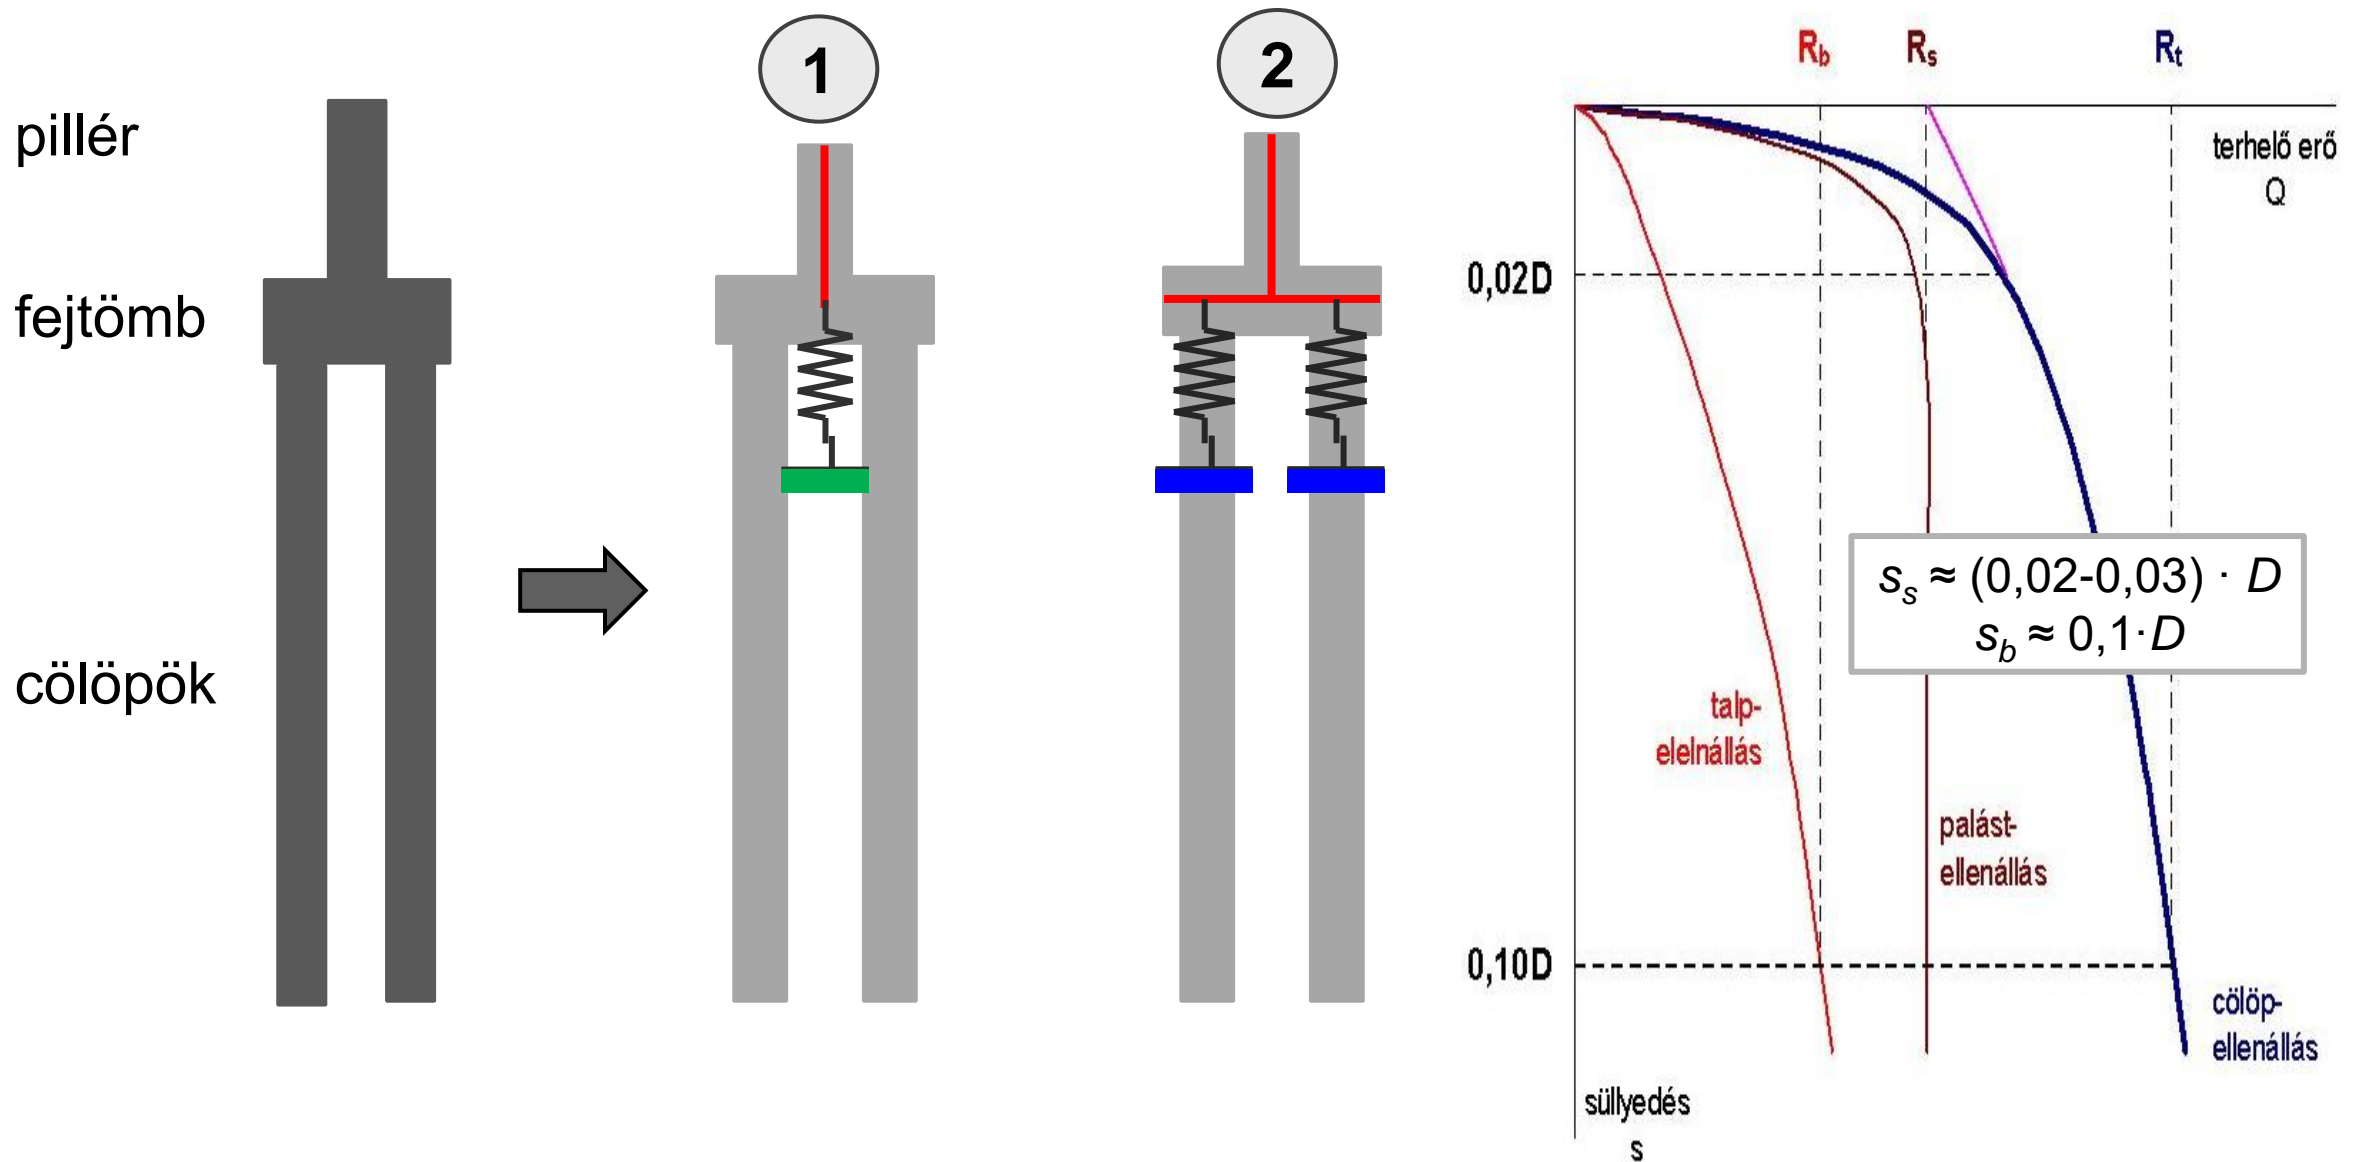 pillér
fejtömb
cölöpök
1
2
Rb
Rs
Rt
terhelő erő
Q
0,02D
ss ≈ (0,02-0,03) · D
sb ≈ 0,1·D
talp-
elelnállás
palást-
ellenállás
0,10D
cölöp-
ellenállás
süllyedés
s